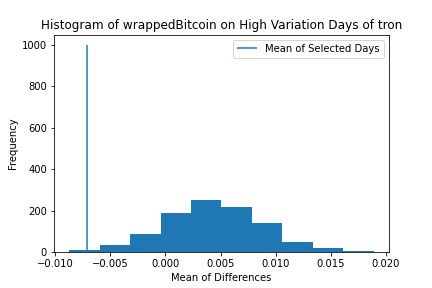 Histogram of wrappedBitcoin on High Variation Days of tron
Mean of Selected Days
Frequency
1000
800
600
400
200
0
−0.010 −0.005 0.000 0.005 0.010 0.015 0.020
Mean of Differences